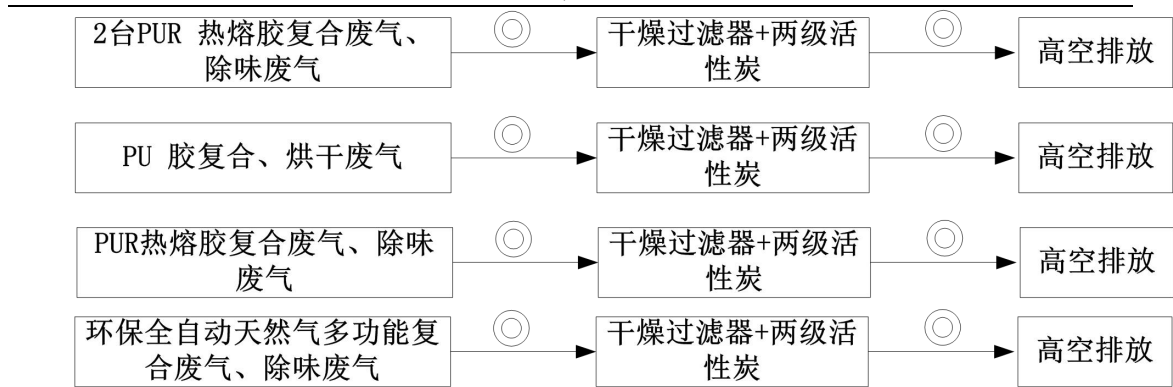 2台PUR 热熔胶复合废气、
除味废气
干燥过滤器+两级活
性炭
高空排放
PU 胶复合、烘干废气
干燥过滤器+两级活
性炭
高空排放
PUR热熔胶复合废气、除味
废气
干燥过滤器+两级活
性炭
高空排放
环保全自动天然气多功能复
合废气、除味废气
干燥过滤器+两级活
性炭
高空排放